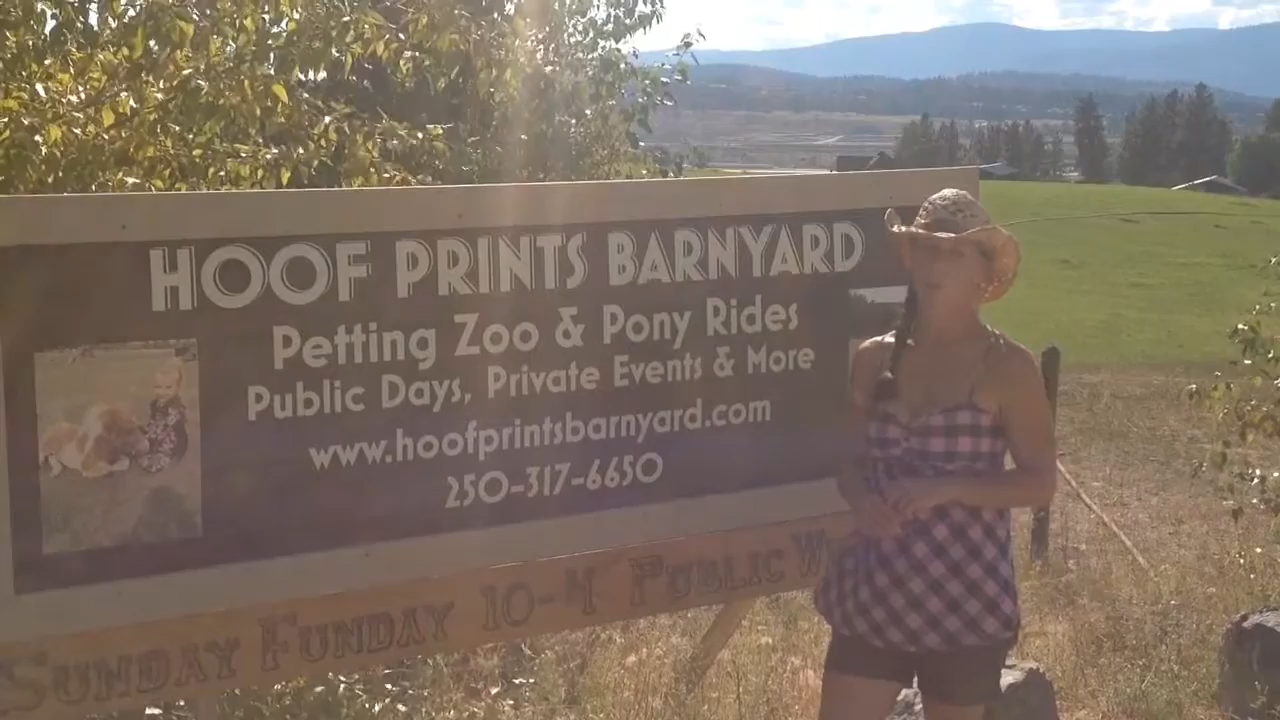 HOOF PRINTS BARNYARD
Petting Zoo & Pony Rides
Public Days, Private Events & More
www.hoofprintsbarnyard.com
250-317-6650
SUNDAY FUNDAY 10-4 PUBLIC